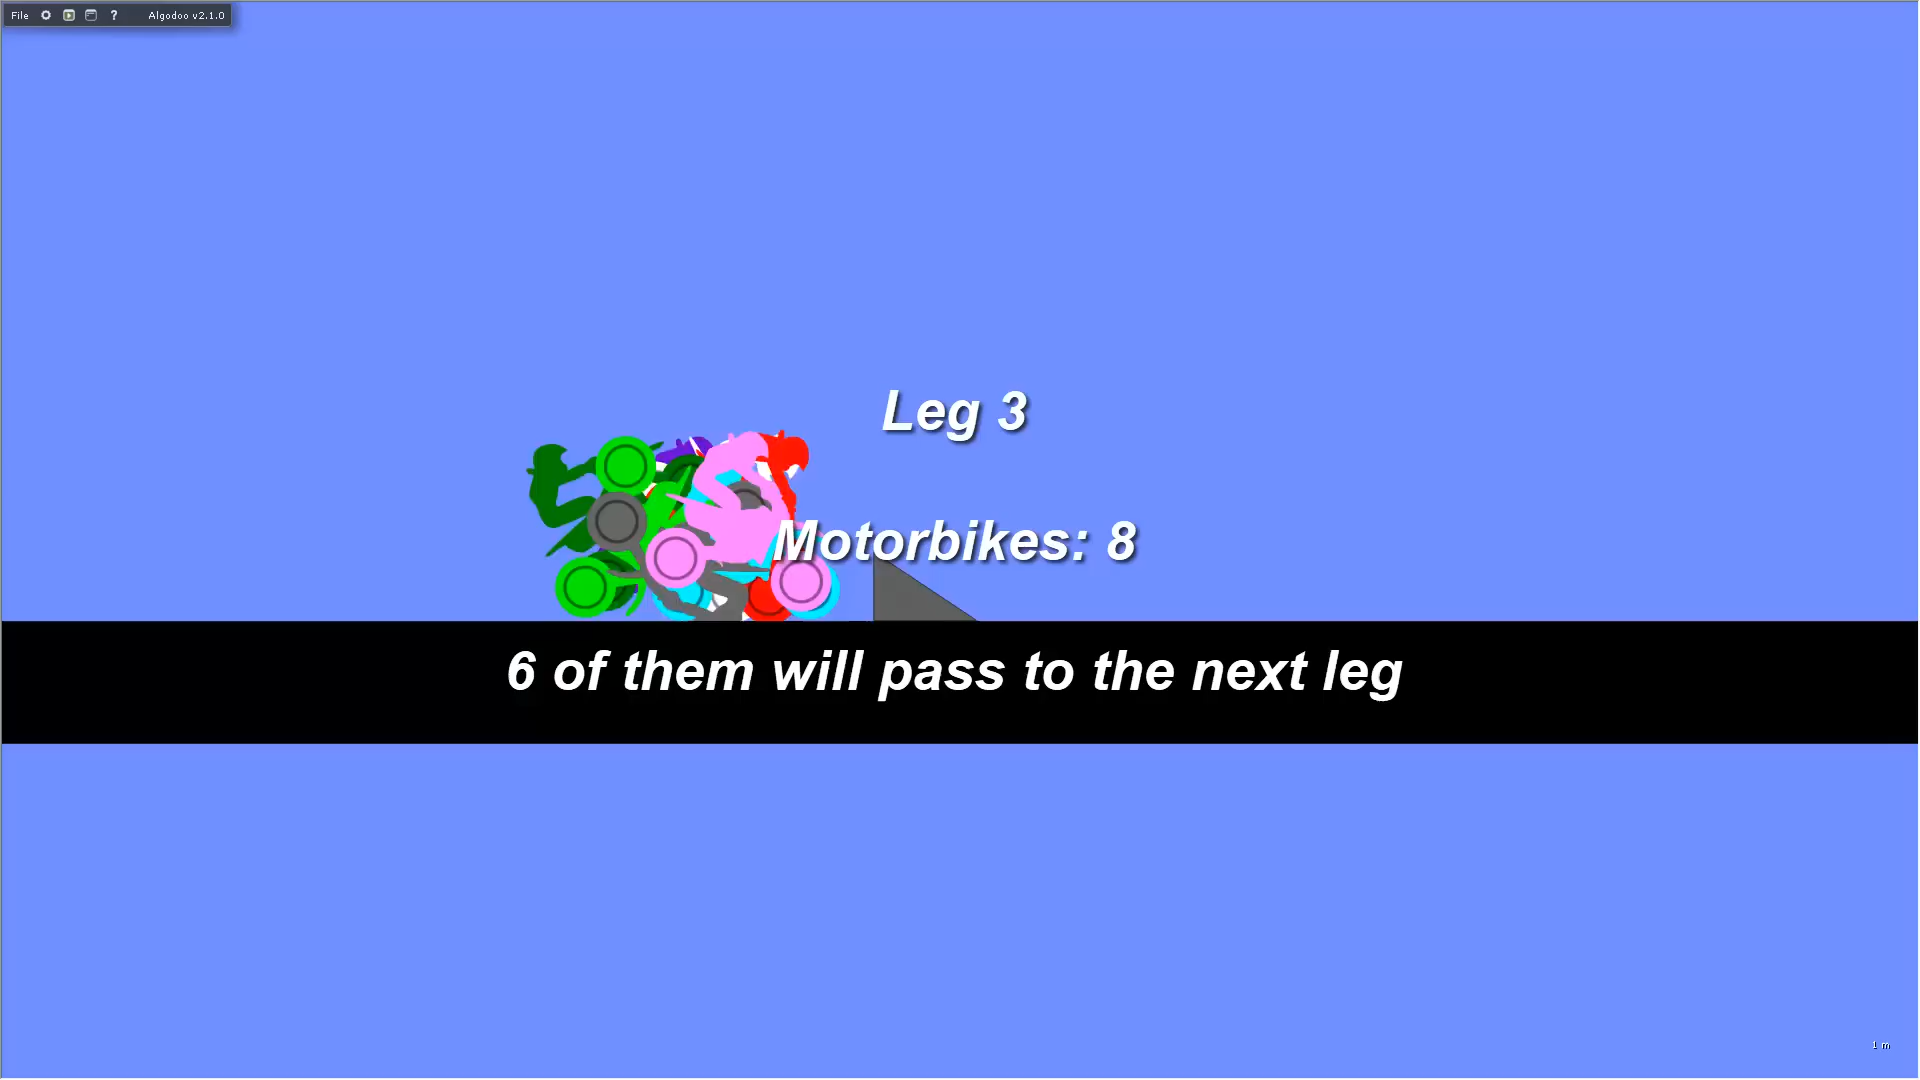 File ? Algodoo v2.1.0
Leg 3
Motorbikes: 8
6 of them will pass to the next leg
1 m